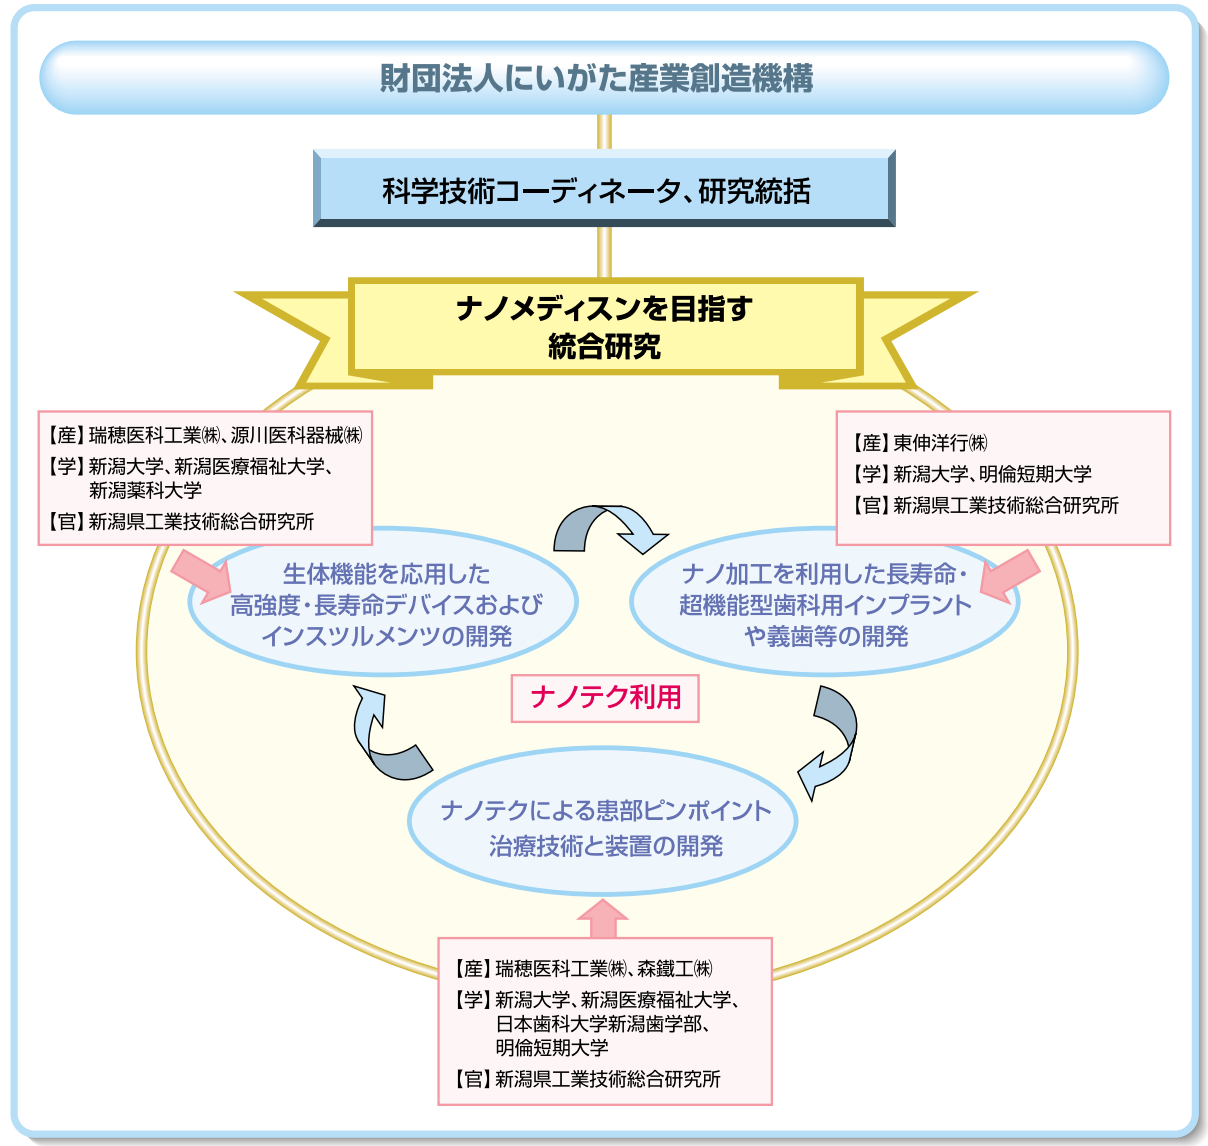 財団法人にいがた産業創造機構
科学技術コーディネータ、研究統括
ナノメディスンを目指す
統合研究
【産】瑞穂医科工業㈱、源川医科器械㈱
【学】新潟大学、新潟医療福祉大学、
新潟薬科大学
【官】新潟県工業技術総合研究所
【産】東伸洋行㈱
【学】新潟大学、明倫短期大学
【官】新潟県工業技術総合研究所
生体機能を応用した
高強度・長寿命デバイスおよび
インスツルメンツの開発
ナノ加工を利用した長寿命・
超機能型歯科用インプラント
や義歯等の開発
ナノテク利用
ナノテクによる患部ピンポイント
治療技術と装置の開発
【産】瑞穂医科工業㈱、森鐵工㈱
【学】新潟大学、新潟医療福祉大学、
日本歯科大学新潟歯学部、
明倫短期大学
【官】新潟県工業技術総合研究所